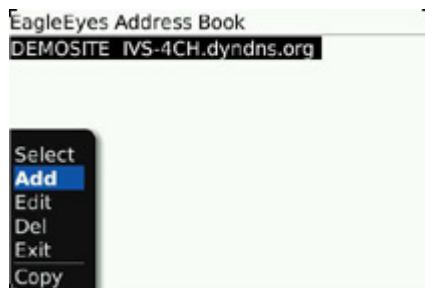 EagleEyes Address Book
DEMOSITE IVS-4CH.dyndns.org
Select
Add
Edit
Del
Exit
Copy